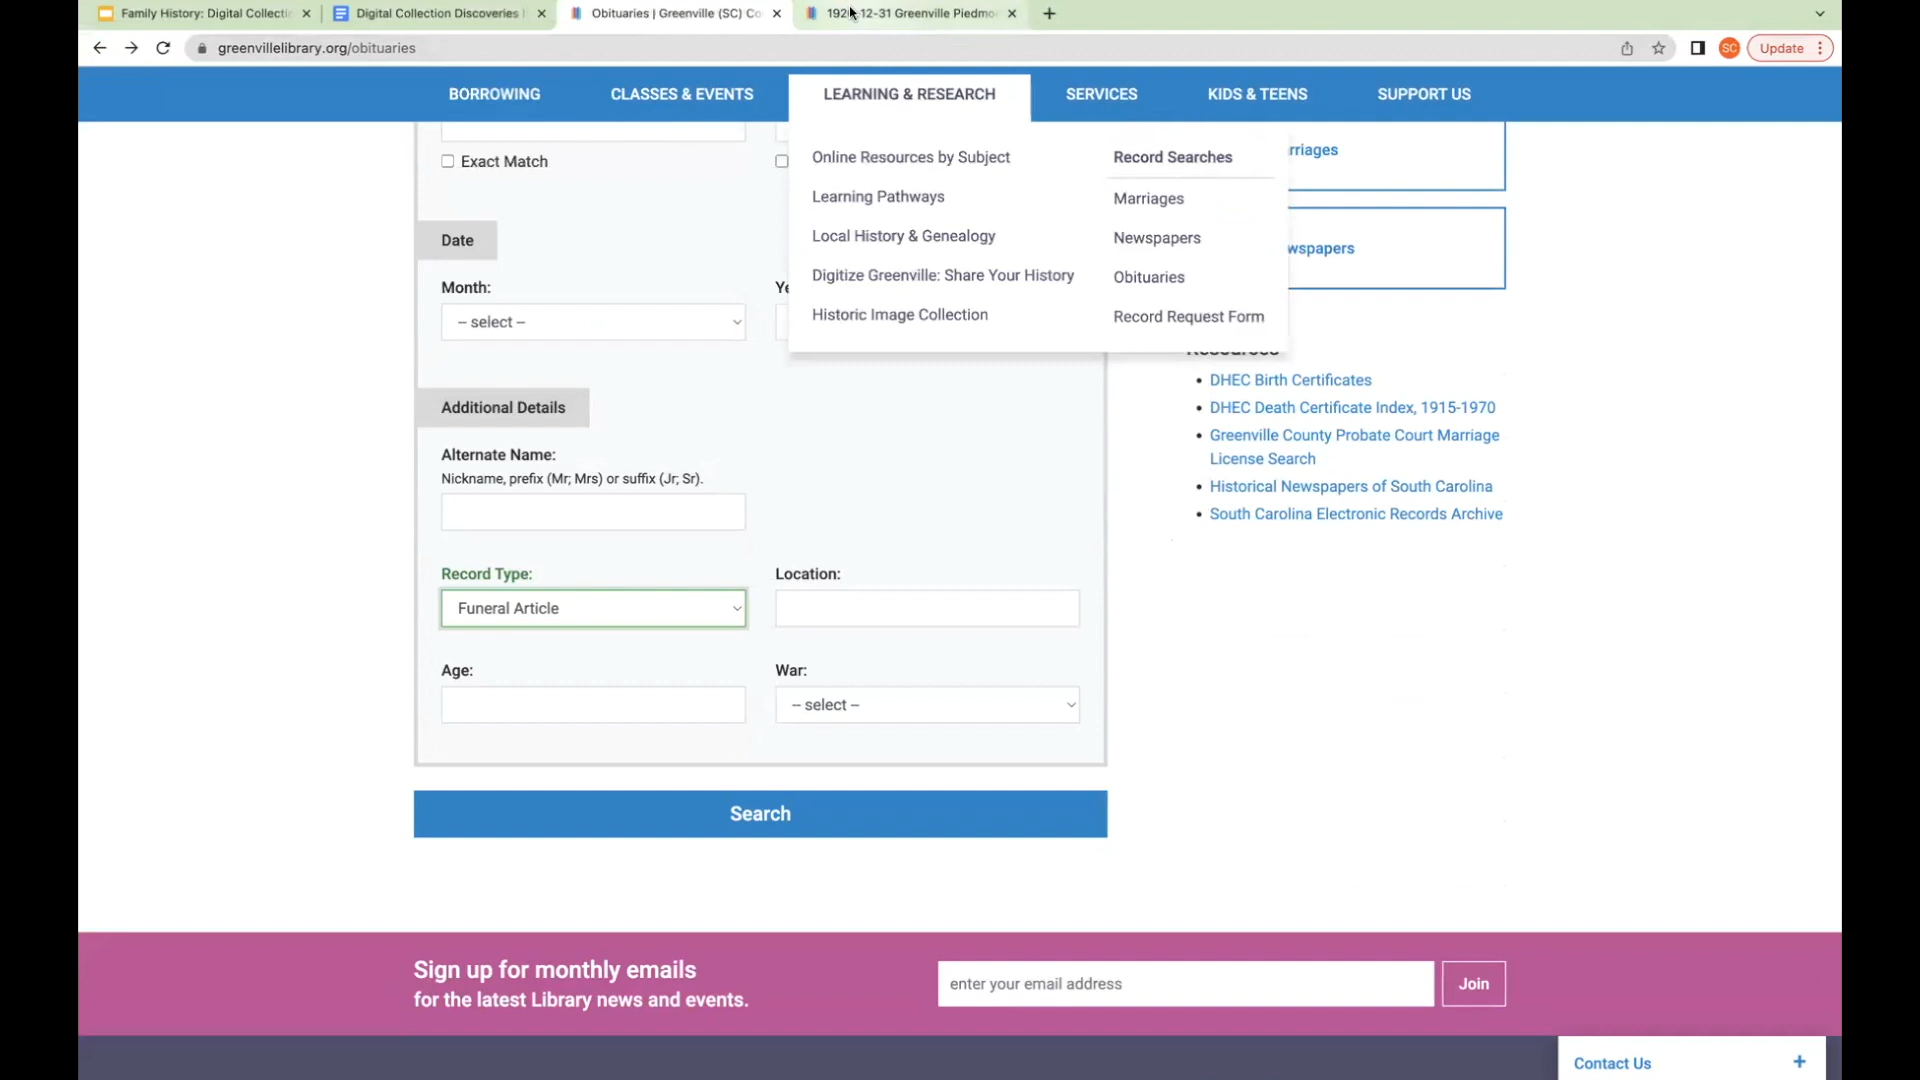 Family History: Digital Collecti
Digital Collection Discoveries
Obituaries | Greenville (SC) Co
12-31 Greenville Piedmo
greenvillelibrary.org/obituaries
SC
Update
BORROWING
CLASSES & EVENTS
LEARNING & RESEARCH
SERVICES
KIDS & TEENS
SUPPORT US
Online Resources by Subject
Learning Pathways
Local History & Genealogy
Digitize Greenville: Share Your History
Historic Image Collection
Record Searches
Marriages
Newspapers
Obituaries
Record Request Form
Exact Match
Date
Month:
Ye
– select –
Additional Details
Alternate Name:
Nickname, prefix (Mr; Mrs) or suffix (Jr; Sr).
Record Type:
Location:
Funeral Article
Age:
War:
– select –
Search
rriages
wspapers
Resources
• DHEC Birth Certificates
• DHEC Death Certificate Index, 1915-1970
• Greenville County Probate Court Marriage
License Search
• Historical Newspapers of South Carolina
• South Carolina Electronic Records Archive
Sign up for monthly emails
for the latest Library news and events.
enter your email address
Join
Contact Us +